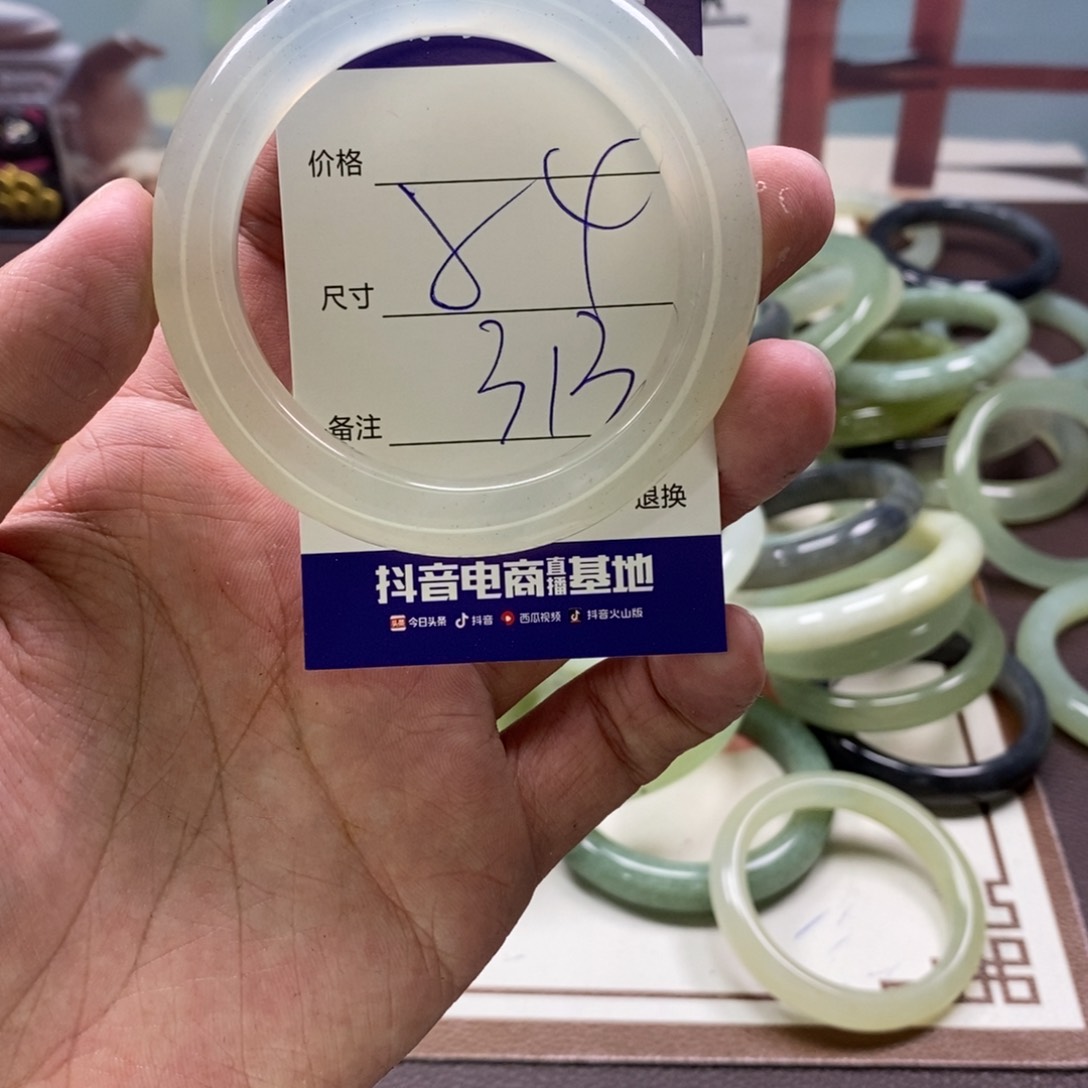 价格
84
尺寸
313
备注
退换
抖音电商直播基地
今日头条 抖音 西瓜视频 抖音火山版